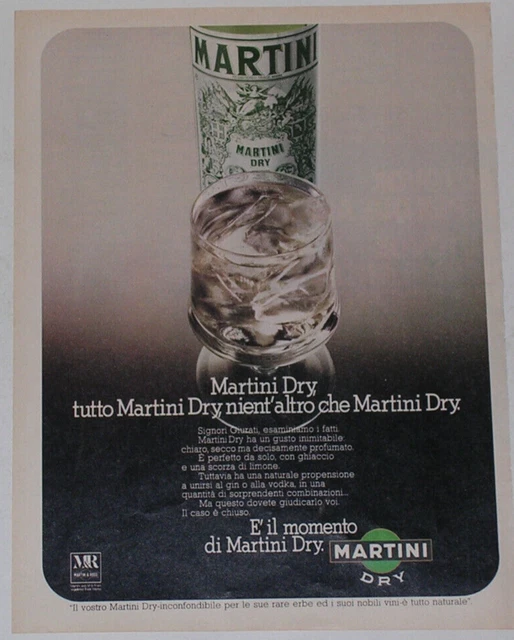 MARTINI
MARTINI
DRY
Martini Dry,
tutto Martini Dry, nient'altro che Martini Dry.
Signori Giurati, esaminiamo i fatti.
Martini Dry ha un gusto inimitabile:
chiaro, secco ma decisamente profumato.
È perfetto da solo, con ghiaccio
e una scorza di limone.
Tuttavia ha una naturale propensione
a unirsi al gin o alla vodka, in una
quantità di sorprendenti combinazioni...
Ma questo dovete giudicarlo voi.
Il caso è chiuso.
E' il momento
di Martini Dry.
MARTINI
DRY
M&R
MARTINI & ROSSI
"Il vostro Martini Dry-inconfondibile per le sue rare erbe ed i suoi nobili vini-è tutto naturale".